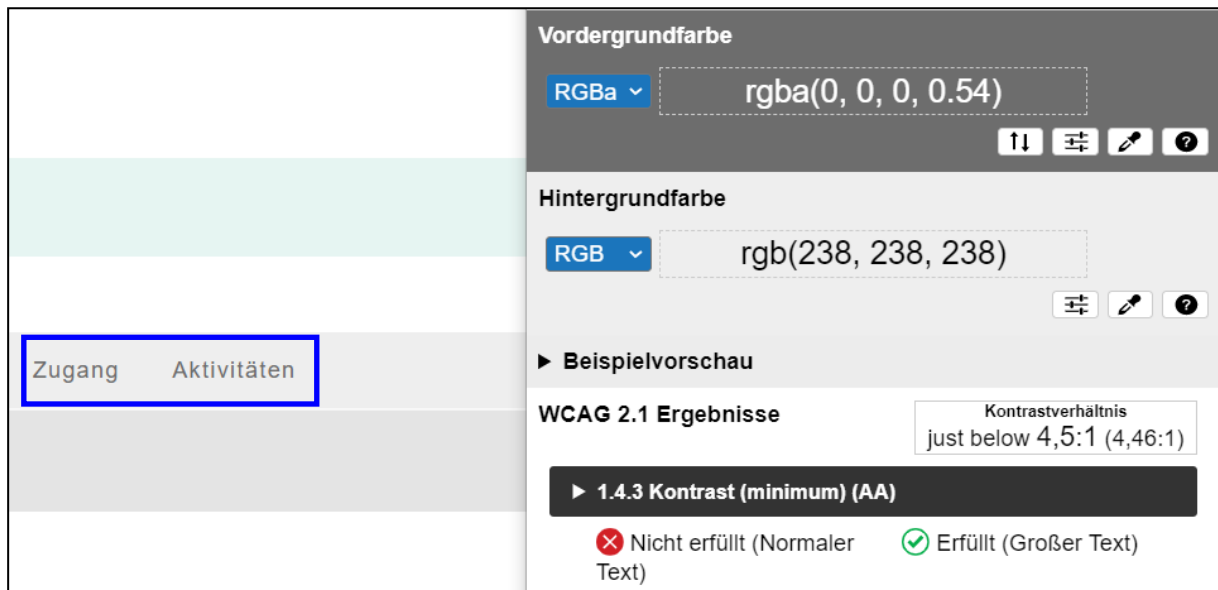 Vordergrundfarbe
RGBa rgba(0, 0, 0, 0.54)
Hintergrundfarbe
RGB rgb(238, 238, 238)
Zugang Aktivitäten
▶ Beispielvorschau
WCAG 2.1 Ergebnisse
Kontrastverhältnis
just below 4,5:1 (4,46:1)
▶ 1.4.3 Kontrast (minimum) (AA)
Nicht erfüllt (Normaler
Text)
Erfüllt (Großer Text)